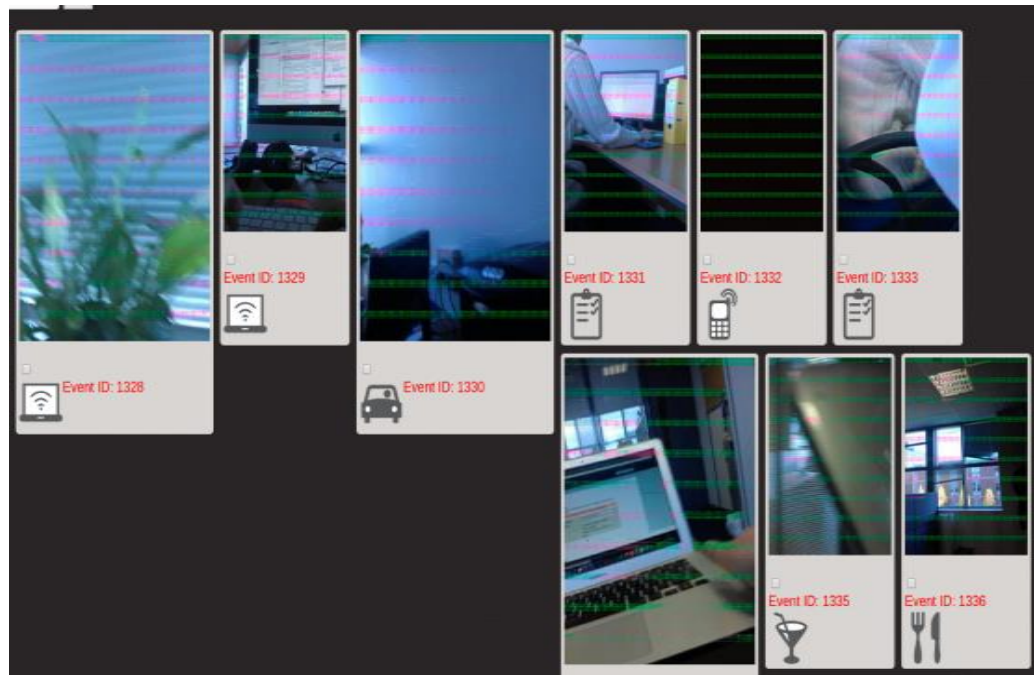 Event ID: 1328
Event ID: 1329
Event ID: 1330
Event ID: 1331
Event ID: 1332
Event ID: 1333
Event ID: 1335
Event ID: 1336